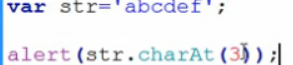 var str='abcdef';
alert(str.charAt(3));